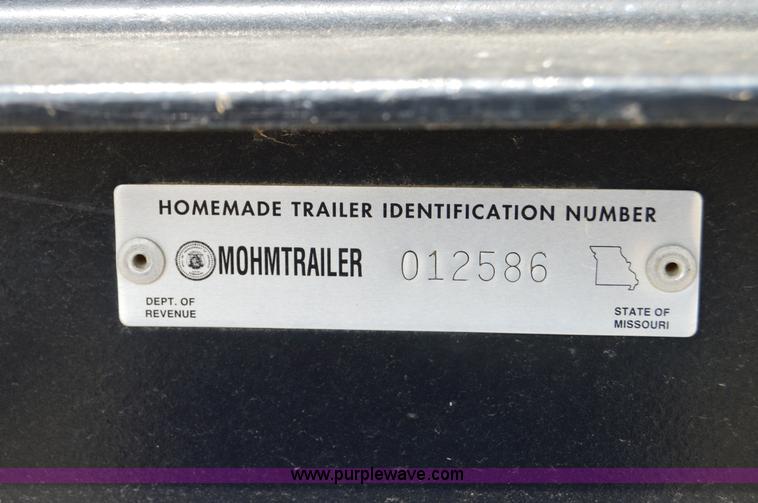 HOMEMADE TRAILER IDENTIFICATION NUMBER
MOHMTRAILER 012586
DEPT. OF
REVENUE
STATE OF
MISSOURI
www.purplewave.com